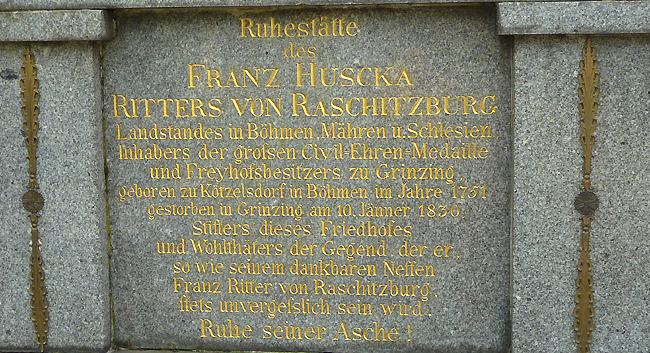 Ruhestätte
des
FRANZ HUSCKA
RITTERS VON RASCHITZBURG
Landstandes in Böhmen, Mähren u. Schlesien
Inhabers der grofsen Civil-Ehren-Medaille
und Freyhofsbesitzers zu Grinzing,
geboren zu Kötzelsdorf in Böhmen im Jahre 1751
gestorben in Grinzing am 10. Jänner 1830,
Stifters dieses Friedhofes
und Wohlthäters der Gegend, der er,
so wie seinem dankbaren Neffen
Franz Ritter von Raschitzburg,
stets unvergefslich sein wird.
Ruhe seiner Asche!